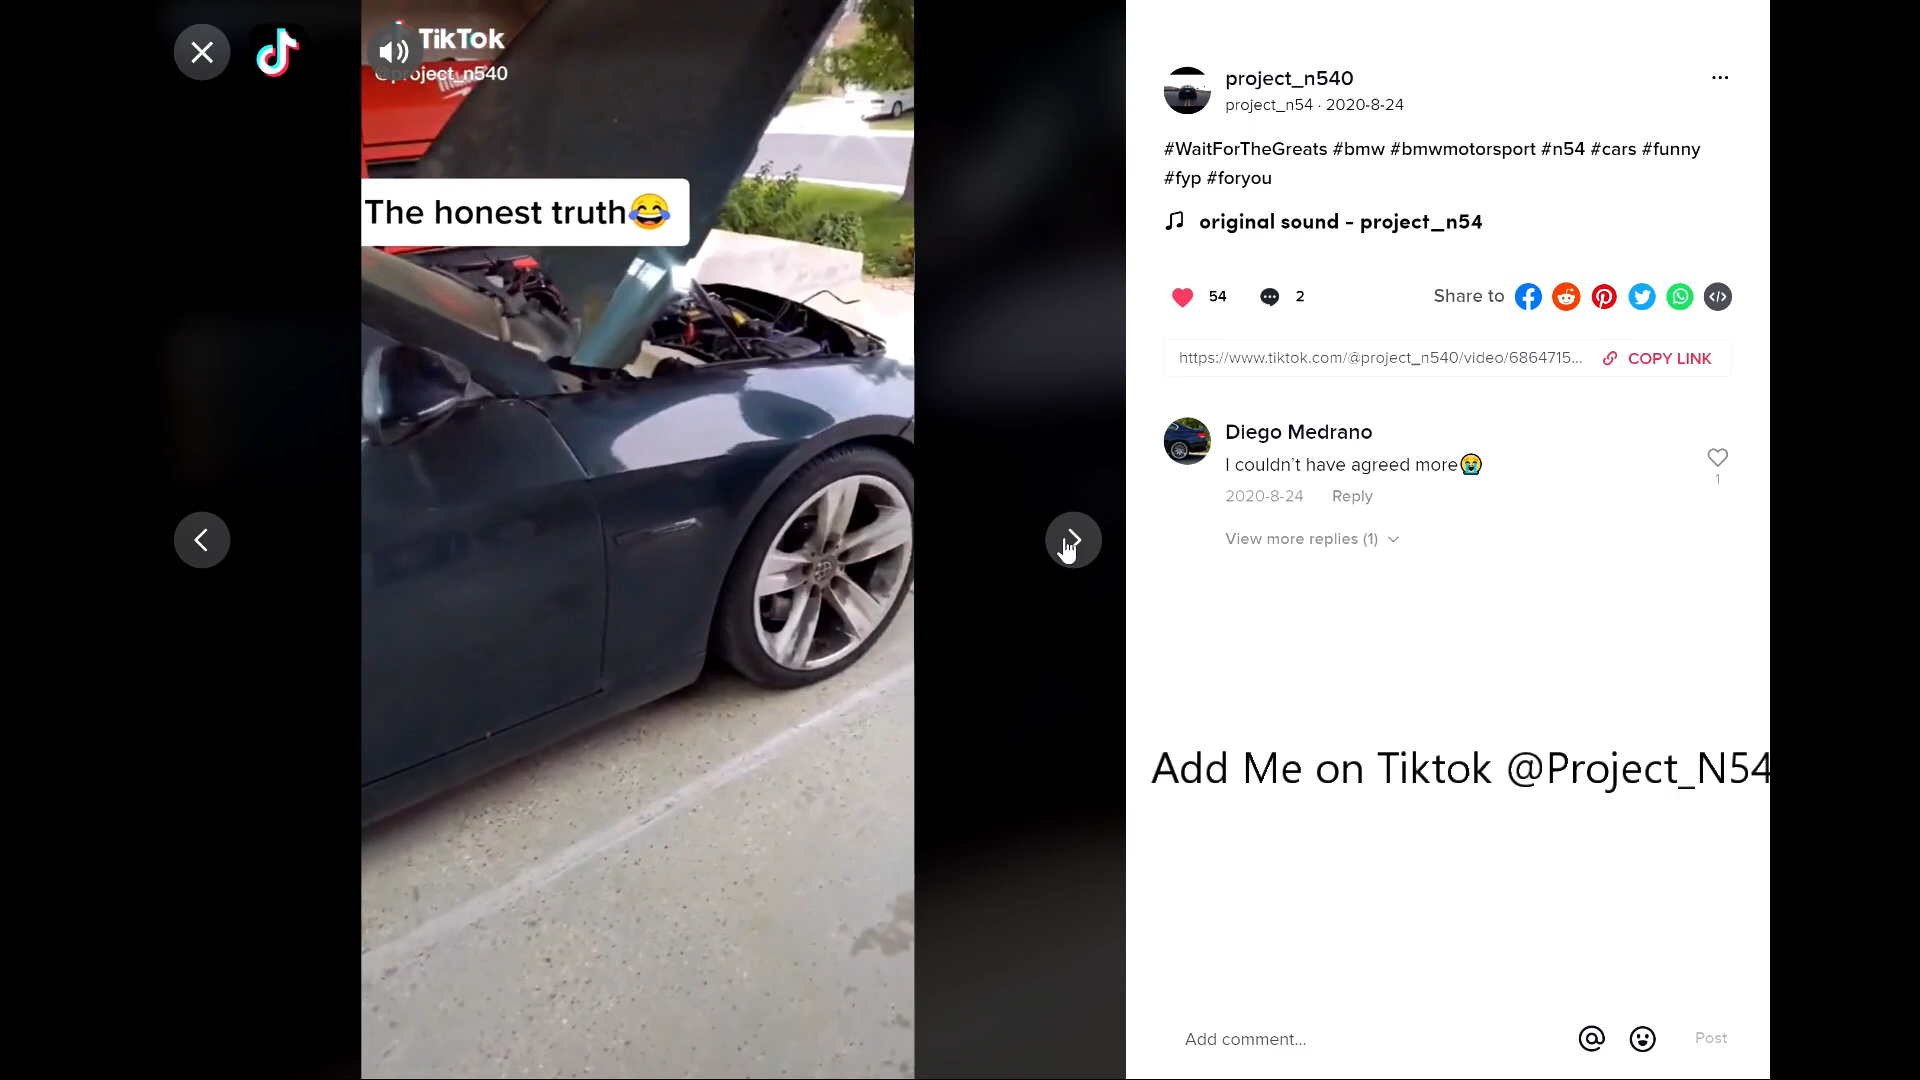 TikTok
@project_n540
The honest truth😂
project_n540
project_n54 · 2020-8-24
#WaitForTheGreats #bmw #bmwmotorsport #n54 #cars #funny
#fyp #foryou
original sound - project_n54
54
2
Share to
https://www.tiktok.com/@project_n540/video/6864715...
COPY LINK
Diego Medrano
I couldn't have agreed more😭
1
2020-8-24 Reply
View more replies (1)
Add Me on Tiktok @Project_N54
Add comment...
Post